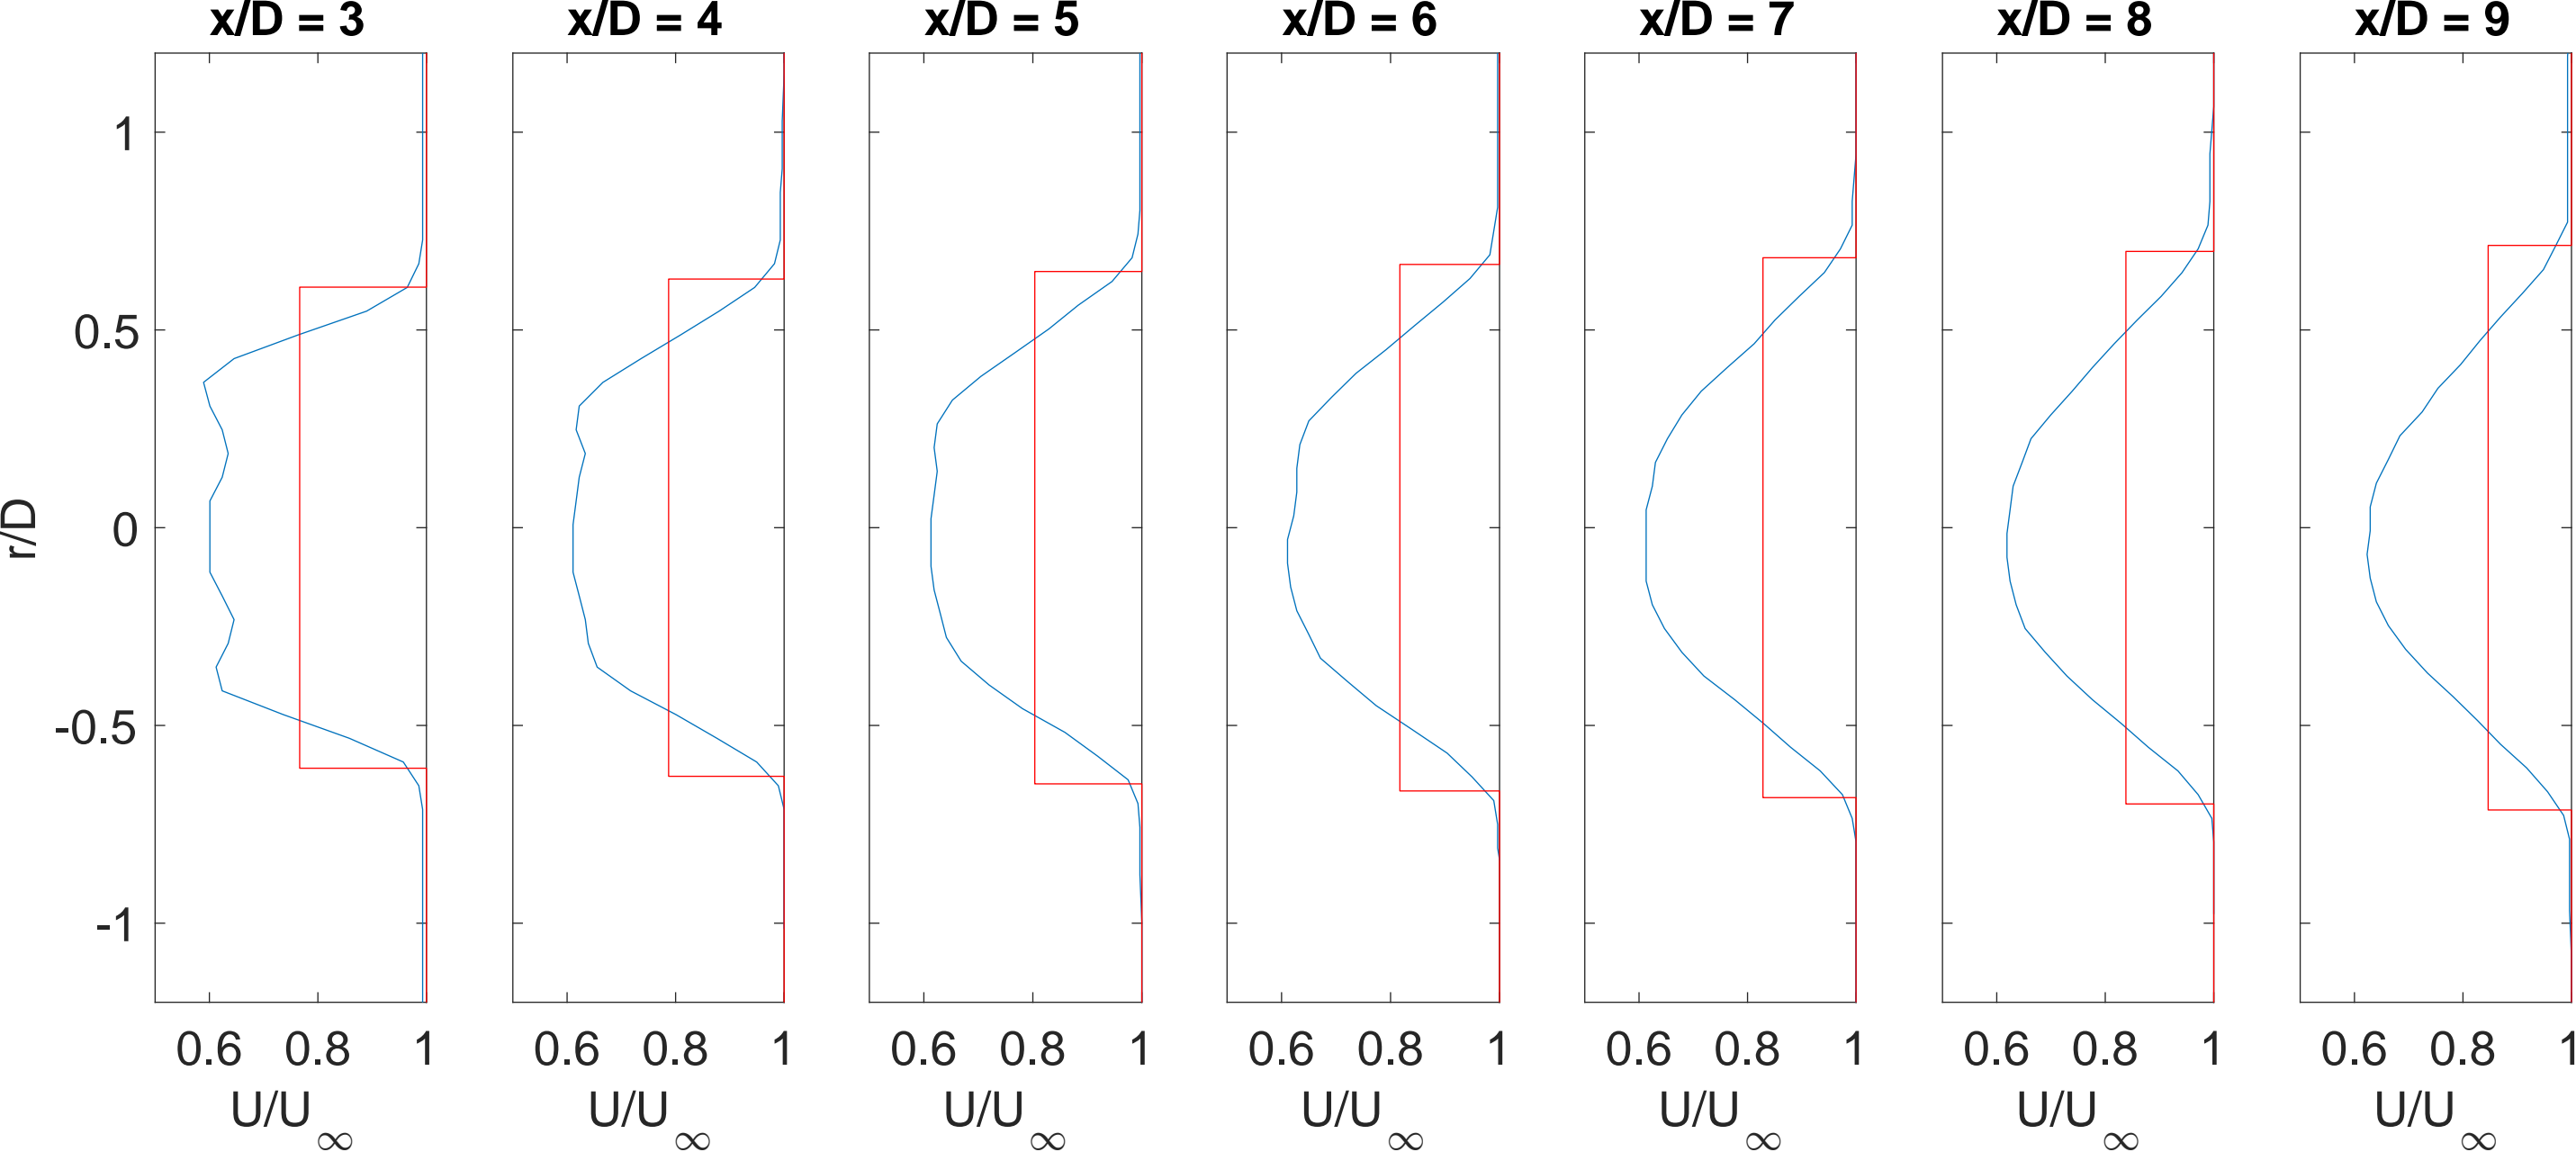 x/D = 3 x/D = 4 x/D = 5 x/D = 6 x/D = 7 x/D = 8 x/D = 9
1
0.5
0
-0.5
-1
r/D
0.6 0.8 1 0.6 0.8 1 0.6 0.8 1 0.6 0.8 1 0.6 0.8 1 0.6 0.8 1 0.6 0.8 1
U/U∞ U/U∞ U/U∞ U/U∞ U/U∞ U/U∞ U/U∞